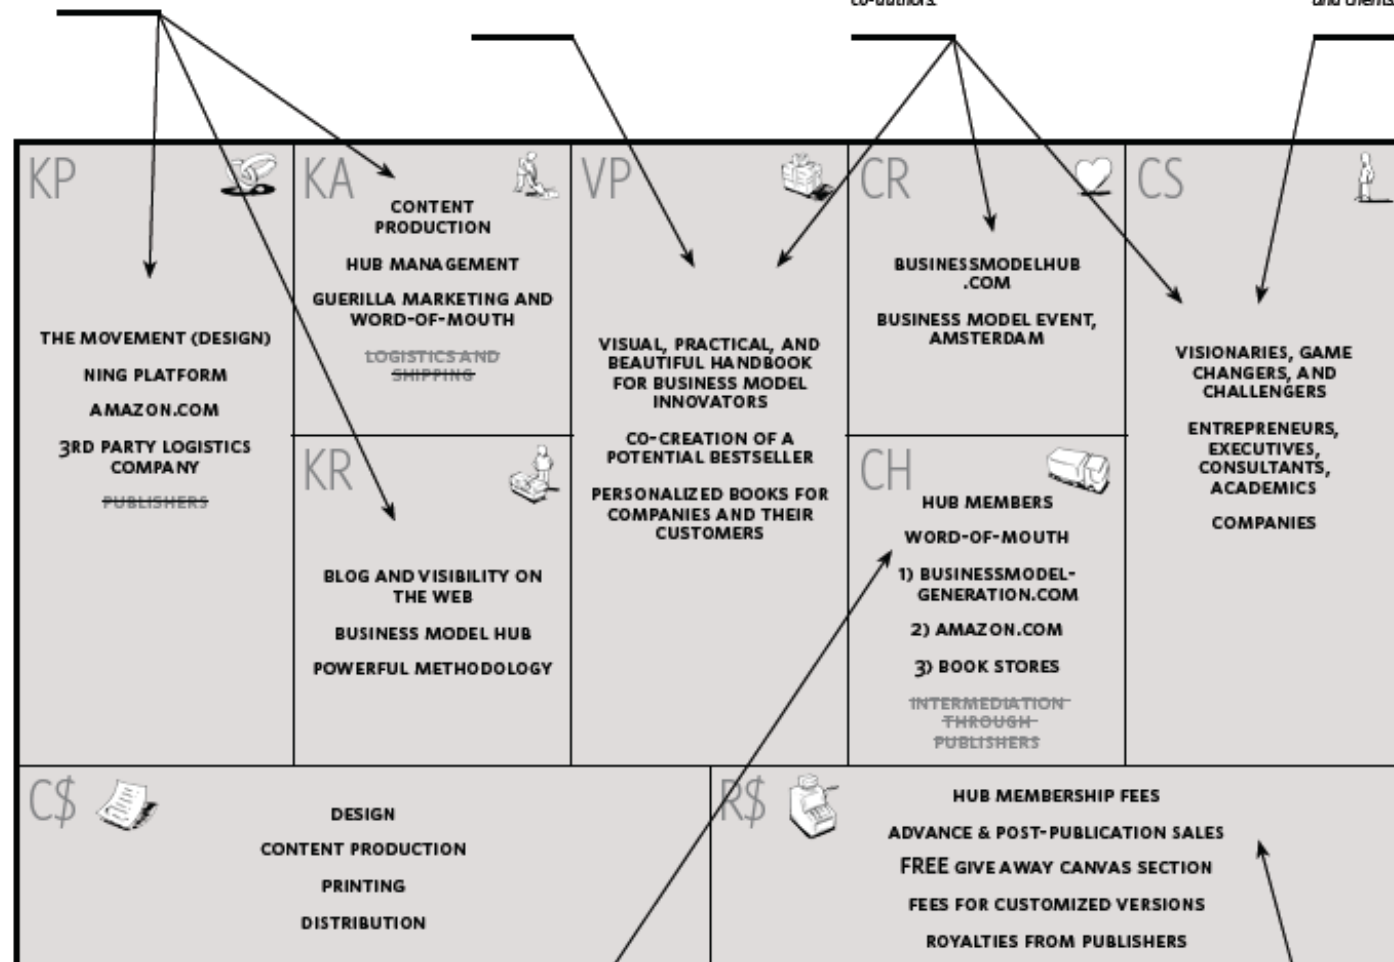 co-authors.
and clients.
KP
THE MOVEMENT (DESIGN)
NING PLATFORM
AMAZON.COM
3RD PARTY LOGISTICS
COMPANY
PUBLISHERS
KA
CONTENT
PRODUCTION
HUB MANAGEMENT
GUERILLA MARKETING AND
WORD-OF-MOUTH
LOGISTICS AND
SHIPPING
KR
BLOG AND VISIBILITY ON
THE WEB
BUSINESS MODEL HUB
POWERFUL METHODOLOGY
VP
VISUAL, PRACTICAL, AND
BEAUTIFUL HANDBOOK
FOR BUSINESS MODEL
INNOVATORS
CO-CREATION OF A
POTENTIAL BESTSELLER
PERSONALIZED BOOKS FOR
COMPANIES AND THEIR
CUSTOMERS
CR
BUSINESSMODELHUB
.COM
BUSINESS MODEL EVENT,
AMSTERDAM
CH
HUB MEMBERS
WORD-OF-MOUTH
1) BUSINESSMODEL-
GENERATION.COM
2) AMAZON.COM
3) BOOK STORES
INTERMEDIATION
THROUGH
PUBLISHERS
CS
VISIONARIES, GAME
CHANGERS, AND
CHALLENGERS
ENTREPRENEURS,
EXECUTIVES,
CONSULTANTS,
ACADEMICS
COMPANIES
C$
DESIGN
CONTENT PRODUCTION
PRINTING
DISTRIBUTION
R$
HUB MEMBERSHIP FEES
ADVANCE & POST-PUBLICATION SALES
FREE GIVE AWAY CANVAS SECTION
FEES FOR CUSTOMIZED VERSIONS
ROYALTIES FROM PUBLISHERS